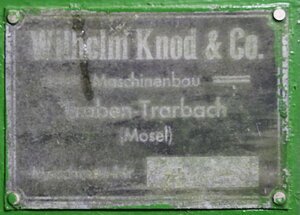 Wilhelm Knod & Co.
Maschinenbau
Traben-Trarbach
(Mosel)